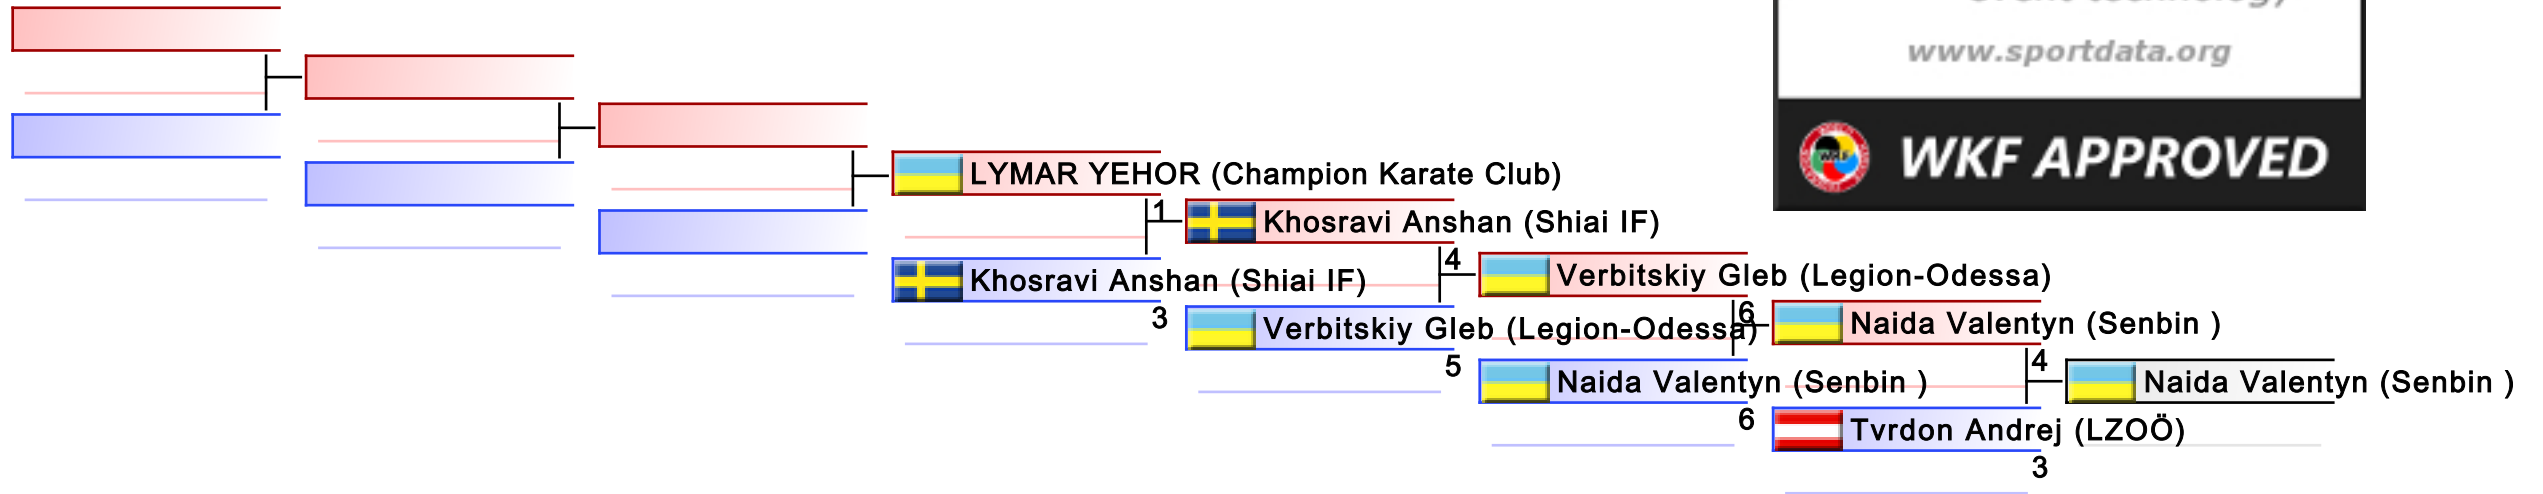 www.sportdata.org
WKF APPROVED
LYMAR YEHOR (Champion Karate Club)
1
Khosravi Anshan (Shiai IF)
Khosravi Anshan (Shiai IF)
3
4
Verbitskiy Gleb (Legion-Odessa)
Verbitskiy Gleb (Legion-Odessa)
5
6
Naida Valentyn (Senbin )
Naida Valentyn (Senbin )
6
4
Naida Valentyn (Senbin )
Tvrdon Andrej (LZOÖ)
3